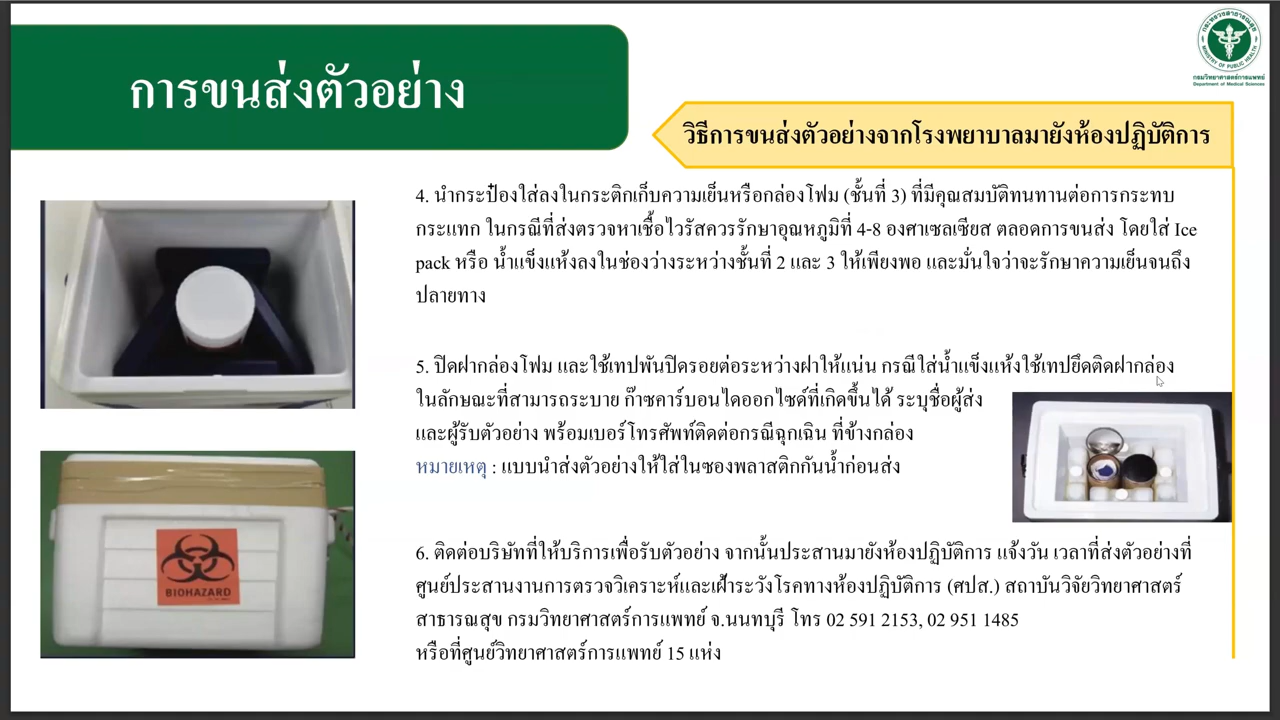 การขนส่งตัวอย่าง
กระทรวงสาธารณสุข
MINISTRY OF PUBLIC HEALTH
กรมวิทยาศาสตร์การแพทย์
Department of Medical Sciences
วิธีการขนส่งตัวอย่างจากโรงพยาบาลมายังห้องปฏิบัติการ
4. นำกระป๋องใส่ลงในกระติกเก็บความเย็นหรือกล่องโฟม (ชั้นที่ 3) ที่มีคุณสมบัติทนทานต่อการกระทบ
กระแทก ในกรณีที่ส่งตรวจหาเชื้อไวรัสควรรักษาอุณหภูมิที่ 4-8 องศาเซลเซียส ตลอดการขนส่ง โดยใส่ Ice
pack หรือ น้ำแข็งแห้งลงในช่องว่างระหว่างชั้นที่ 2 และ 3 ให้เพียงพอ และมั่นใจว่าจะรักษาความเย็นจนถึง
ปลายทาง
5. ปิดฝากล่องโฟม และใช้เทปพันปิดรอยต่อระหว่างฝาให้แน่น กรณีใส่น้ำแข็งแห้งใช้เทปยึดติดฝากล่อง
ในลักษณะที่สามารถระบาย ก๊าซคาร์บอนไดออกไซด์ที่เกิดขึ้นได้ ระบุชื่อผู้ส่ง
และผู้รับตัวอย่าง พร้อมเบอร์โทรศัพท์ติดต่อกรณีฉุกเฉิน ที่ข้างกล่อง
หมายเหตุ : แบบนำส่งตัวอย่างให้ใส่ในซองพลาสติกกันน้ำก่อนส่ง
BIOHAZARD
6. ติดต่อบริษัทที่ให้บริการเพื่อรับตัวอย่าง จากนั้นประสานมายังห้องปฏิบัติการ แจ้งวัน เวลาที่ส่งตัวอย่างที่
ศูนย์ประสานงานการตรวจวิเคราะห์และเฝ้าระวังโรคทางห้องปฏิบัติการ (ศปส.) สถาบันวิจัยวิทยาศาสตร์
สาธารณสุข กรมวิทยาศาสตร์การแพทย์ จ.นนทบุรี โทร 02 591 2153, 02 951 1485
หรือที่ศูนย์วิทยาศาสตร์การแพทย์ 15 แห่ง